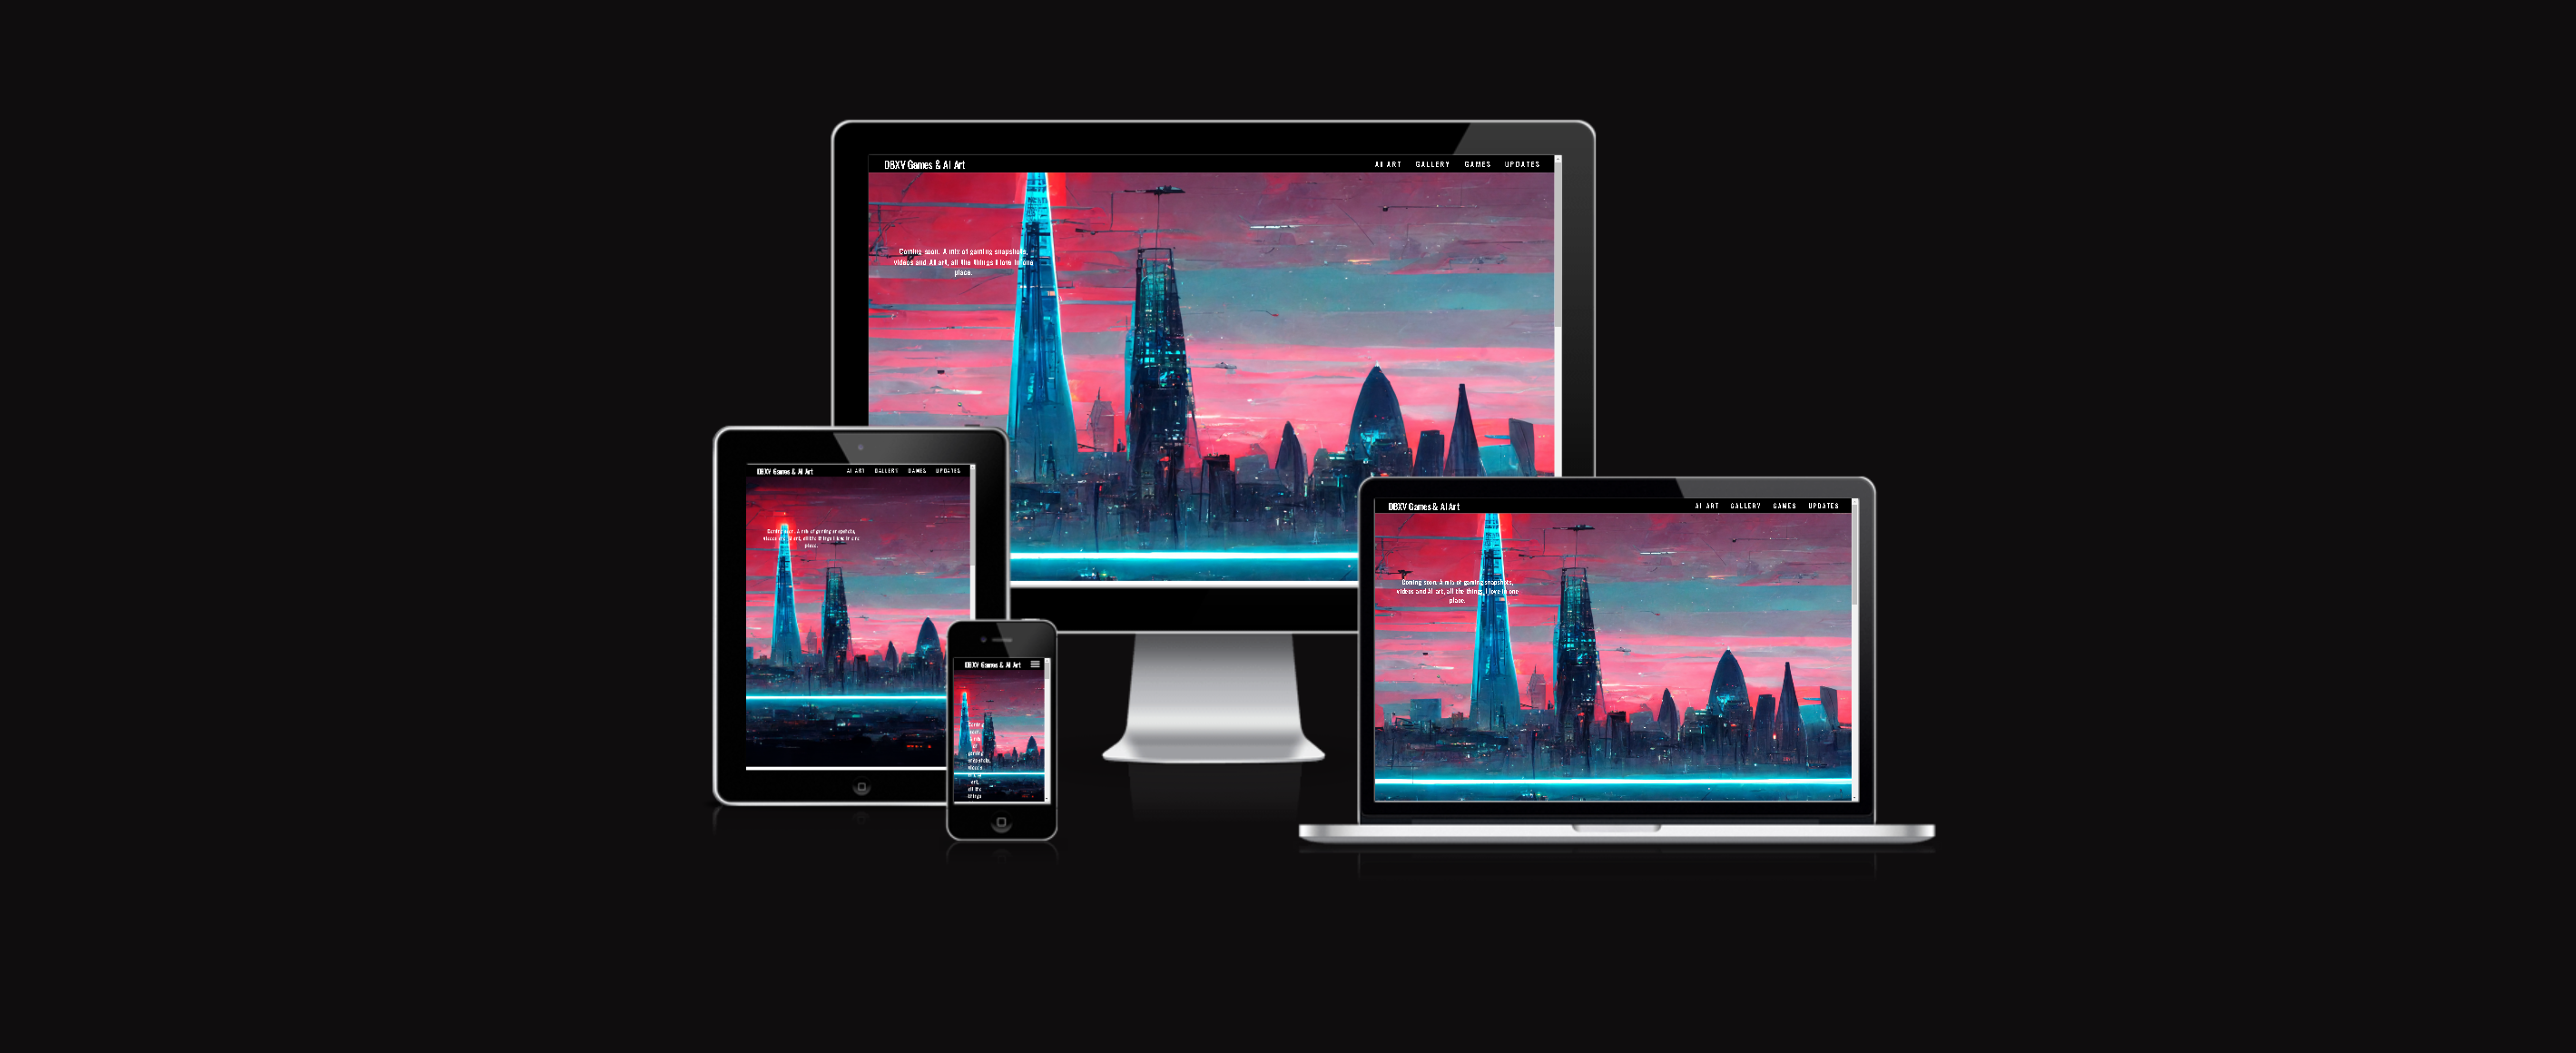 DBXV Games & AI Art
AI ART GALLERY GAMES UPDATES
Coming soon. A mix of gaming snapshots,
videos and AI art, all the things I love in one
place.
DBXV Games & AI Art
AI ART GALLERY GAMES UPDATES
Coming soon. A mix of gaming snapshots,
videos and AI art, all the things I love in one
place.
DBXV Games & AI Art
Coming
soon.
A mix
of
gaming
snapshots,
videos
and AI
art,
all the
things
DBXV Games & AI Art
AI ART GALLERY GAMES UPDATES
Coming soon. A mix of gaming snapshots,
videos and AI art, all the things I love in one
place.